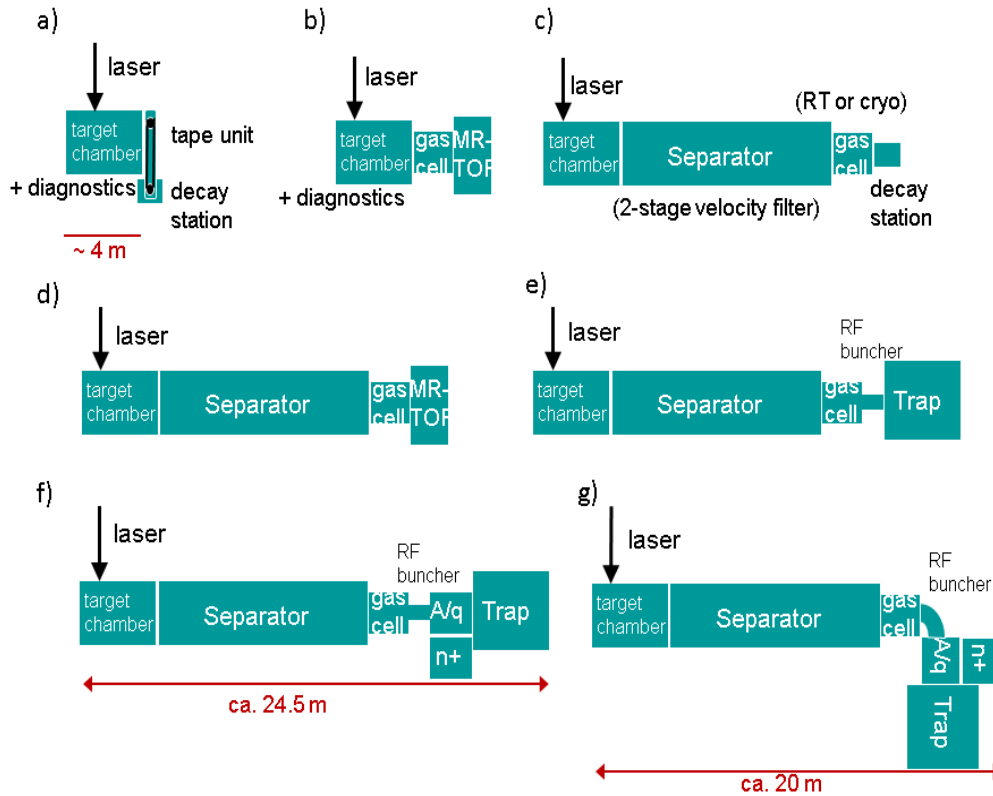 a)
laser
target
chamber
tape unit
+ diagnostics
decay
station
~ 4 m
b)
laser
target
chamber
gas
cell
MR-
TOF
+ diagnostics
c)
laser
(RT or cryo)
target
chamber
Separator
gas
cell
(2-stage velocity filter)
decay
station
d)
laser
target
chamber
Separator
gas
cell
MR-
TOF
e)
laser
RF
buncher
target
chamber
Separator
gas
cell
Trap
f)
laser
RF
buncher
target
chamber
Separator
gas
cell
A/q
Trap
n+
ca. 24.5 m
g)
laser
RF
buncher
target
chamber
Separator
gas
cell
A/q
n+
Trap
ca. 20 m